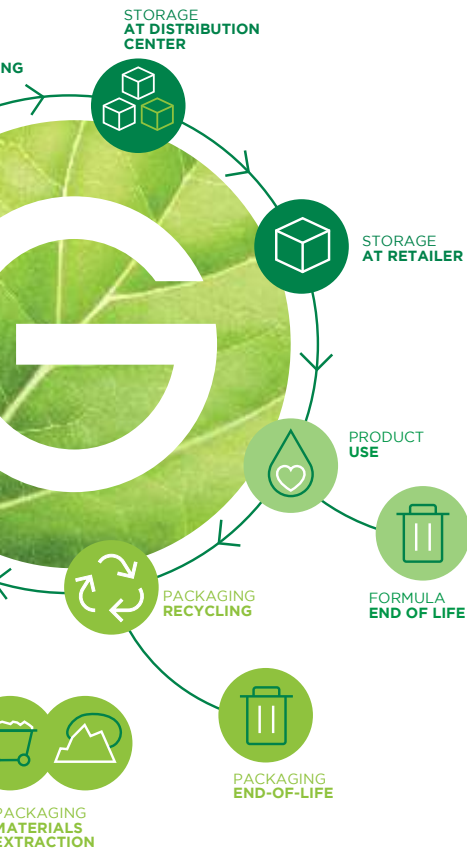 STORAGE
AT DISTRIBUTION
CENTER
NG
STORAGE
AT RETAILER
G
PRODUCT
USE
FORMULA
END OF LIFE
PACKAGING
RECYCLING
PACKAGING
END-OF-LIFE
PACKAGING
MATERIALS
EXTRACTION